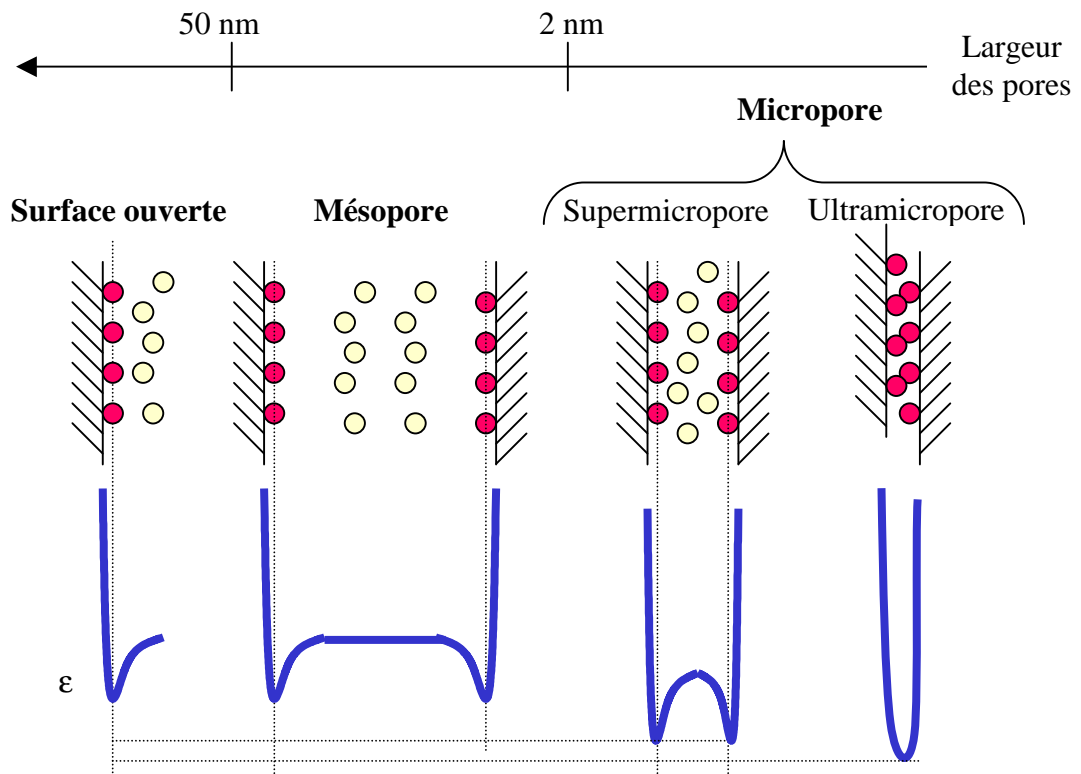 50 nm
2 nm
Largeur
des pores
Micropore
Surface ouverte
Mésopore
Supermicropore
Ultramicropore
ε